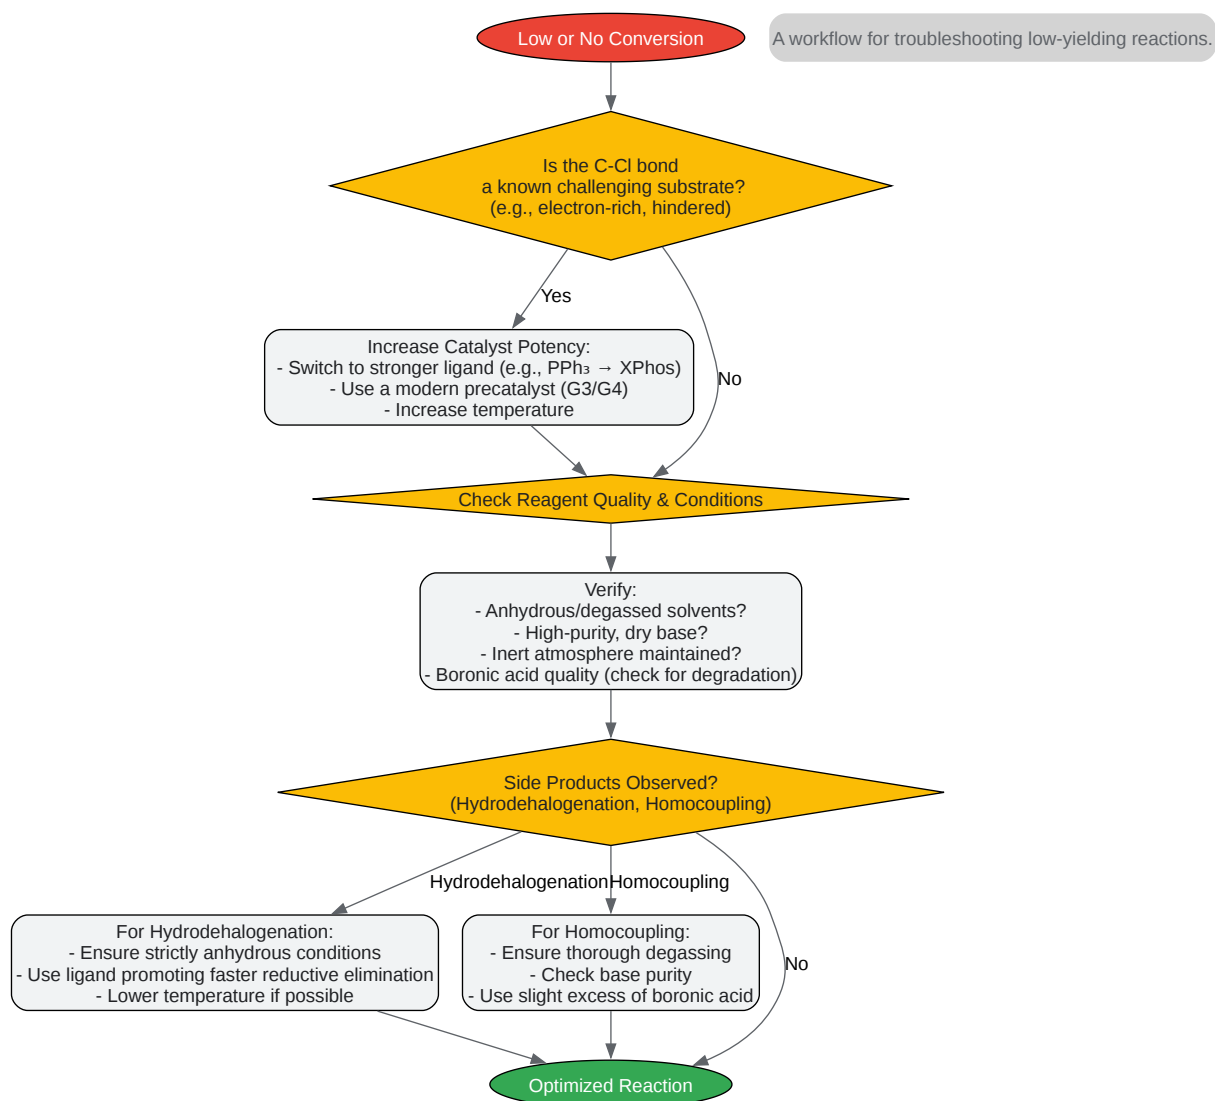 Low or No Conversion
A workflow for troubleshooting low-yielding reactions.
Is the C-Cl bond
a known challenging substrate?
(e.g., electron-rich, hindered)
Yes
No
Increase Catalyst Potency:
- Switch to stronger ligand (e.g., PPh₃ → XPhos)
- Use a modern precatalyst (G3/G4)
- Increase temperature
Check Reagent Quality & Conditions
Verify:
- Anhydrous/degassed solvents?
- High-purity, dry base?
- Inert atmosphere maintained?
- Boronic acid quality (check for degradation)
Side Products Observed?
(Hydrodehalogenation, Homocoupling)
Hydrodehalogenation
Homocoupling
No
For Hydrodehalogenation:
- Ensure strictly anhydrous conditions
- Use ligand promoting faster reductive elimination
- Lower temperature if possible
For Homocoupling:
- Ensure thorough degassing
- Check base purity
- Use slight excess of boronic acid
Optimized Reaction